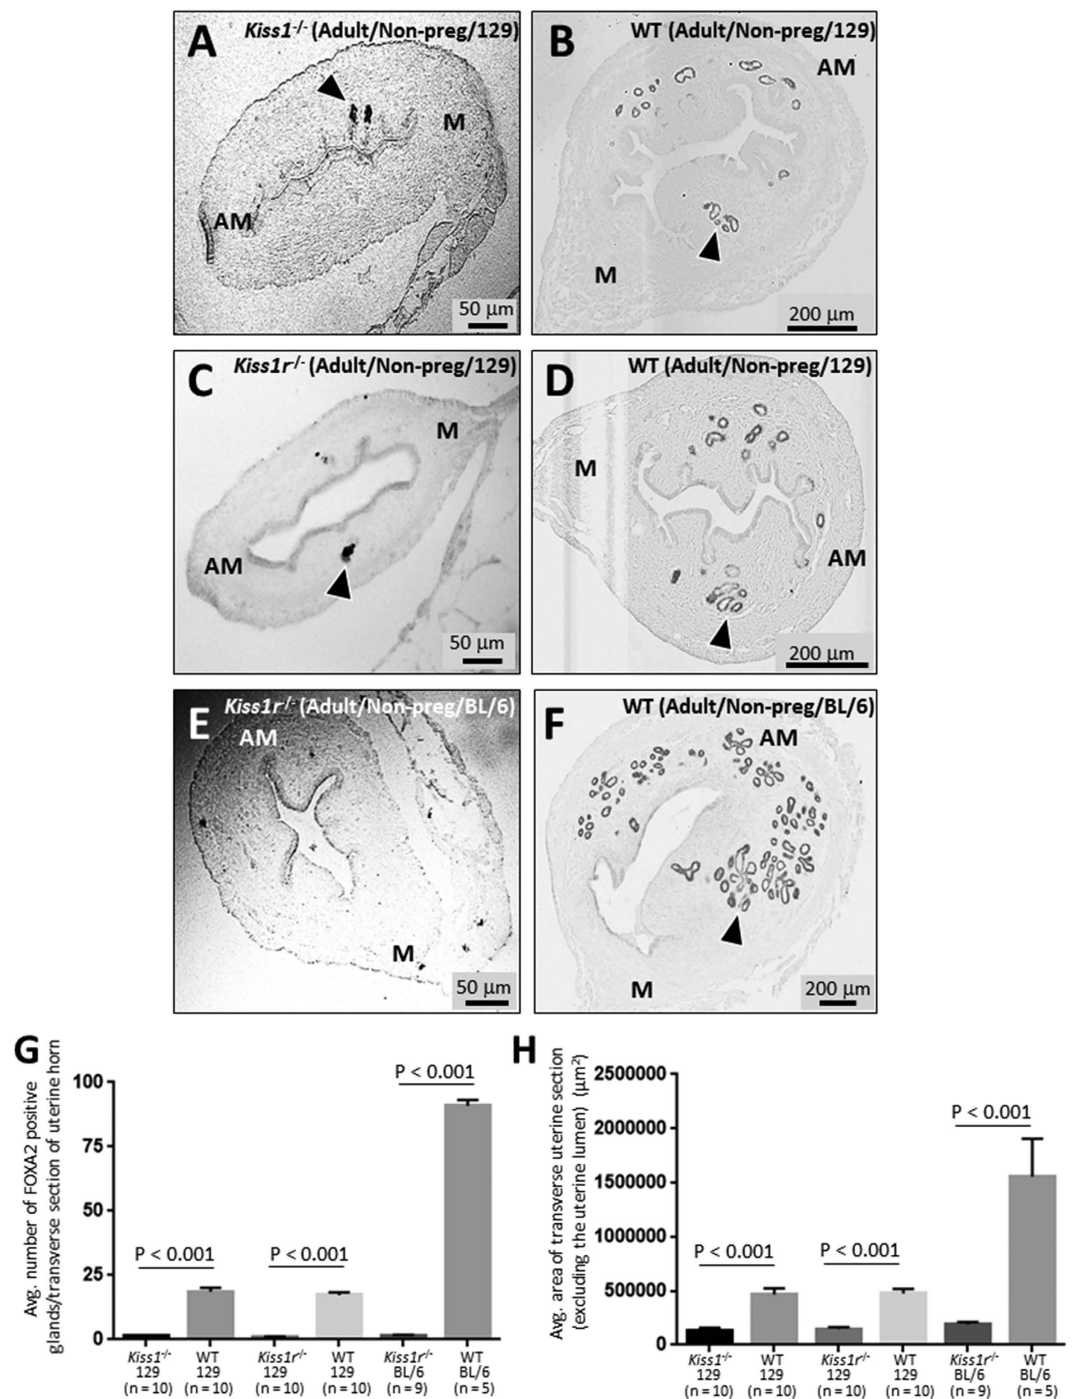 A Kiss1-/- (Adult/Non-preg/129)
M
AM
50 µm
B WT (Adult/Non-preg/129)
AM
M
200 µm
C Kiss1r-/- (Adult/Non-preg/129)
M
AM
50 µm
D WT (Adult/Non-preg/129)
M
AM
200 µm
E Kiss1r-/- (Adult/Non-preg/BL/6)
AM
M
50 µm
F WT (Adult/Non-preg/BL/6)
AM
M
200 µm
G
Avg. number of FOXA2 positive
glands/transverse section of uterine horn
100
75
50
25
0
P < 0.001
P < 0.001
P < 0.001
Kiss1-/- WT Kiss1r-/- WT Kiss1r-/- WT
129 129 129 129 BL/6 BL/6
(n = 10) (n = 10) (n = 10) (n = 10) (n = 9) (n = 5)
H
Avg. area of transverse uterine section
(excluding the uterine lumen) (µm²)
2500000
2000000
1500000
1000000
500000
0
P < 0.001
P < 0.001
P < 0.001
Kiss1-/- WT Kiss1r-/- WT Kiss1r-/- WT
129 129 129 129 BL/6 BL/6
(n = 10) (n = 10) (n = 10) (n = 10) (n = 9) (n = 5)